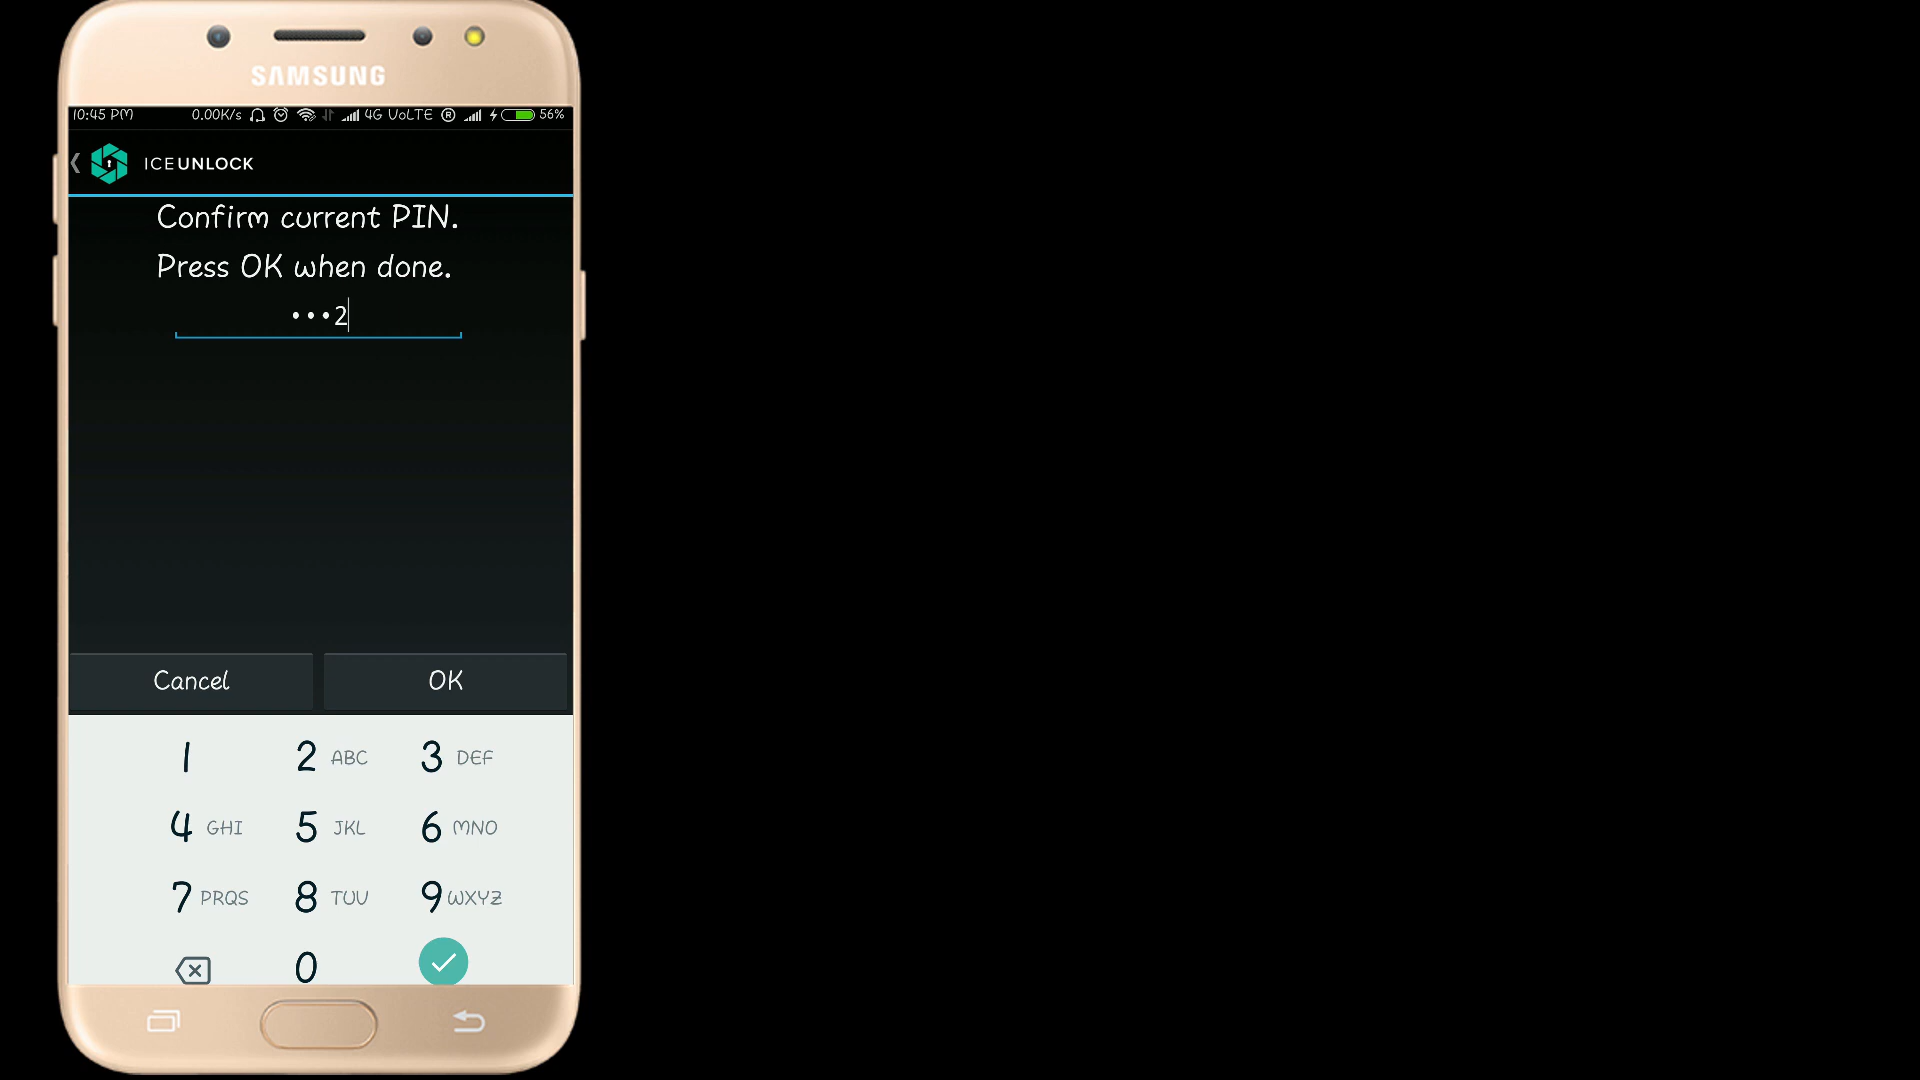 SAMSUNG
10:45 PM 0.00K/s 4G VoLTE R 56%
ICEUNLOCK
Confirm current PIN.
Press OK when done.
•••2
Cancel OK
1 2 ABC 3 DEF
4 GHI 5 JKL 6 MNO
7 PRQS 8 TUV 9 WXYZ
0